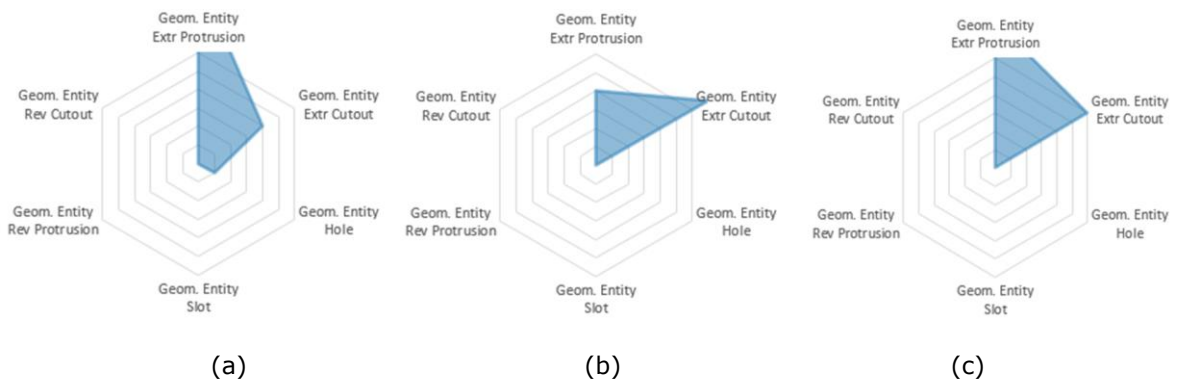 Geom. Entity
Extr Protrusion
Geom. Entity
Rev Cutout
Geom. Entity
Extr Cutout
Geom. Entity
Rev Protrusion
Geom. Entity
Hole
Geom. Entity
Slot
(a)
Geom. Entity
Extr Protrusion
Geom. Entity
Rev Cutout
Geom. Entity
Extr Cutout
Geom. Entity
Rev Protrusion
Geom. Entity
Hole
Geom. Entity
Slot
(b)
Geom. Entity
Extr Protrusion
Geom. Entity
Rev Cutout
Geom. Entity
Extr Cutout
Geom. Entity
Rev Protrusion
Geom. Entity
Hole
Geom. Entity
Slot
(c)